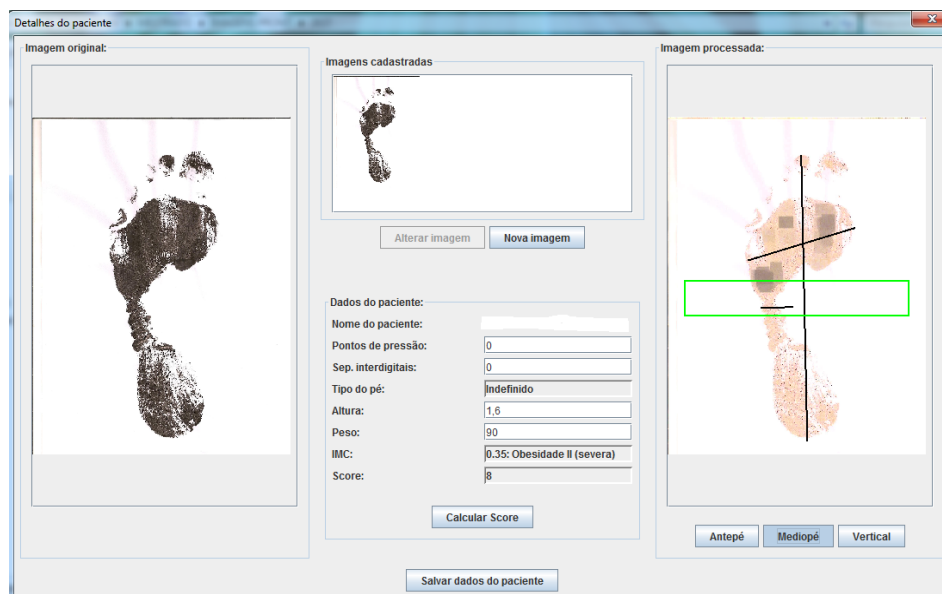 Detalhes do paciente
Imagem original:
Imagens cadastradas
Alterar imagem
Nova imagem
Dados do paciente:
Nome do paciente:
Pontos de pressão: 0
Sep. interdigitais: 0
Tipo do pé: Indefinido
Altura: 1,6
Peso: 90
IMC: 0.35: Obesidade II (severa)
Score: 8
Calcular Score
Imagem processada:
Antepé
Mediopé
Vertical
Salvar dados do paciente